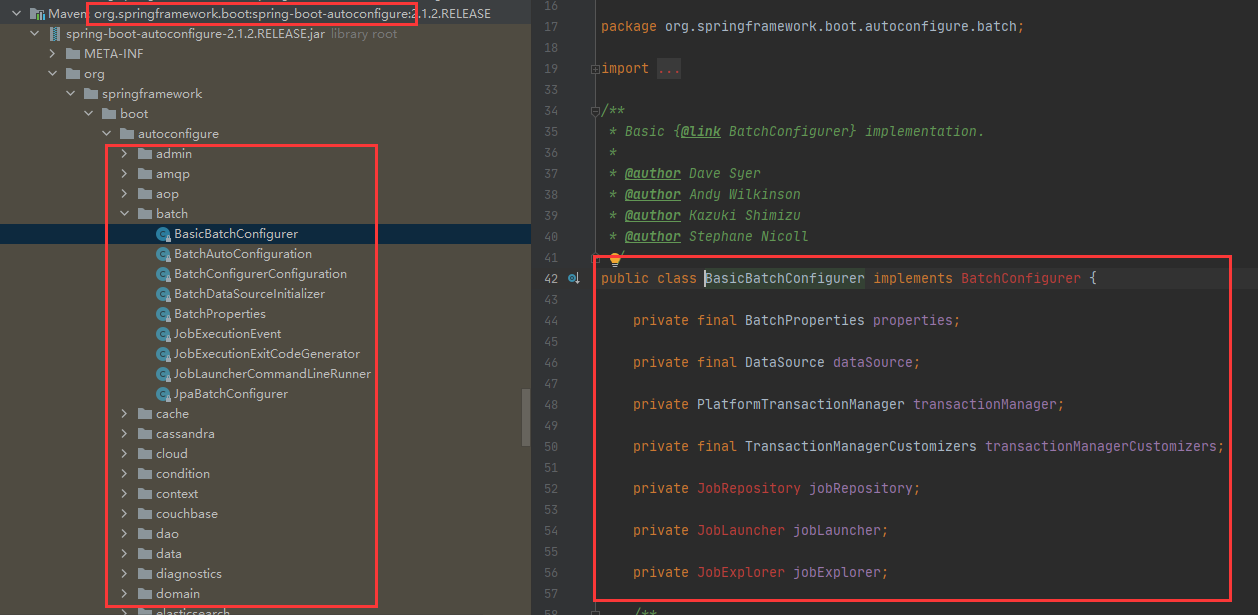 Maven: org.springframework.boot:spring-boot-autoconfigure:2.1.2.RELEASE
spring-boot-autoconfigure-2.1.2.RELEASE.jar library root
META-INF
org
springframework
boot
autoconfigure
admin
amqp
aop
batch
BasicBatchConfigurer
BatchAutoConfiguration
BatchConfigurerConfiguration
BatchDataSourceInitializer
BatchProperties
JobExecutionEvent
JobExecutionExitCodeGenerator
JobLauncherCommandLineRunner
JpaBatchConfigurer
cache
cassandra
cloud
condition
context
couchbase
dao
data
diagnostics
domain
elasticsearch
16
17 package org.springframework.boot.autoconfigure.batch;
18
19 import ...
33
34 /**
35 * Basic {@link BatchConfigurer} implementation.
36 *
37 * @author Dave Syer
38 * @author Andy Wilkinson
39 * @author Kazuki Shimizu
40 * @author Stephane Nicoll
41 */
42 public class BasicBatchConfigurer implements BatchConfigurer {
43
44 private final BatchProperties properties;
45
46 private final DataSource dataSource;
47
48 private PlatformTransactionManager transactionManager;
49
50 private final TransactionManagerCustomizers transactionManagerCustomizers;
51
52 private JobRepository jobRepository;
53
54 private JobLauncher jobLauncher;
55
56 private JobExplorer jobExplorer;
57
58 /**